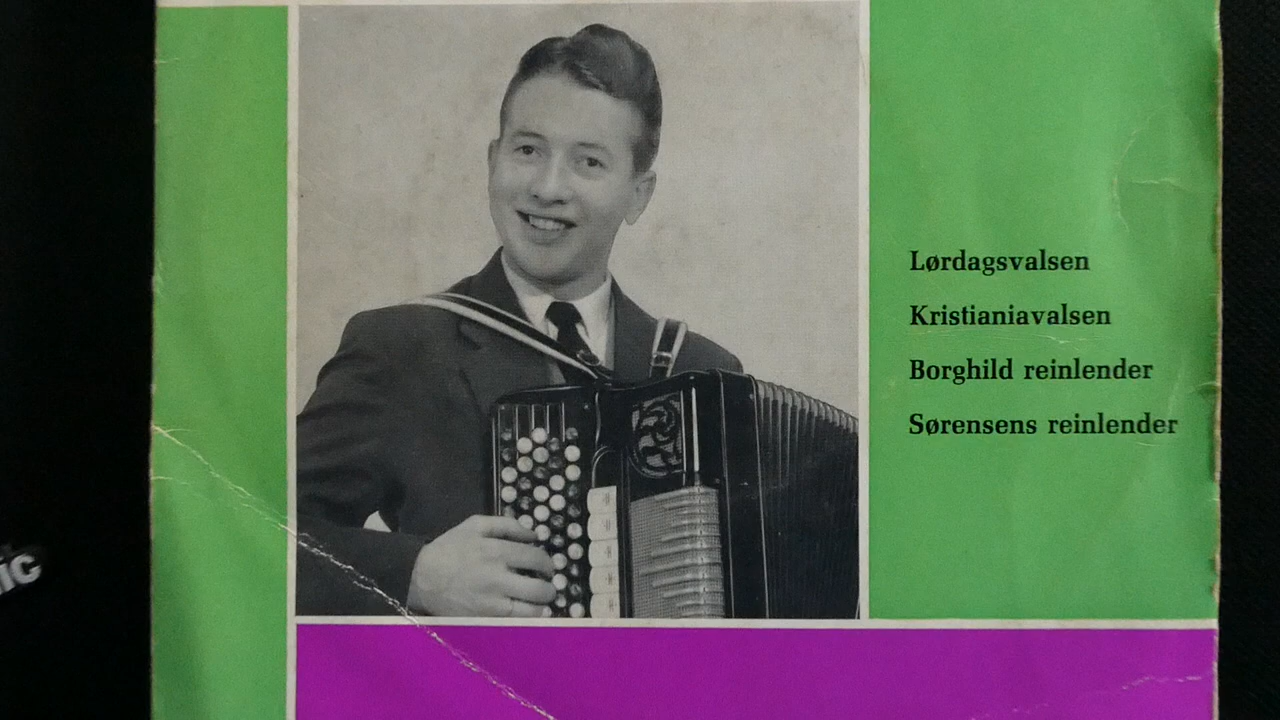 Lørdagsvalsen
Kristianiavalsen
Borghild reinlender
Sørensens reinlender